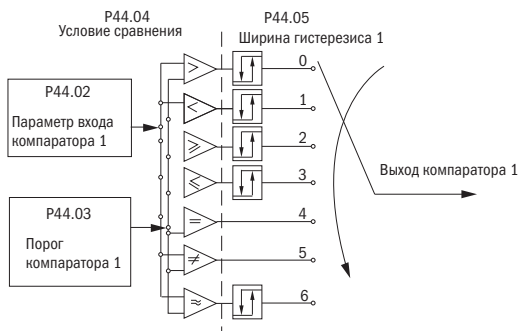 P44.04
Условие сравнения
P44.05
Ширина гистерезиса 1
P44.02
Параметр входа
компаратора 1
P44.03
Порог
компаратора 1
>
<
⩾
⩽
=
≠
≈
0
1
2
3
4
5
6
Выход компаратора 1